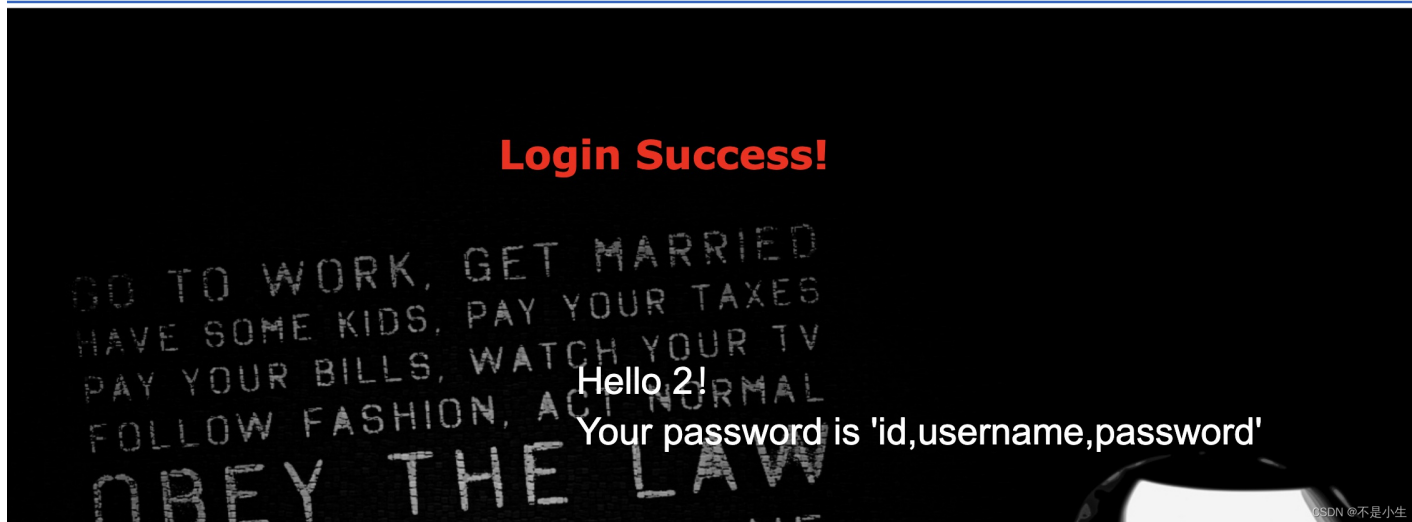 Login Success!
GO TO WORK, GET MARRIED
HAVE SOME KIDS, PAY YOUR TAXES
PAY YOUR BILLS, WATCH YOUR TV
FOLLOW FASHION, ACT NORMAL
OBEY THE LAW
Hello 2!
Your password is 'id,username,password'
CSDN @不是小生